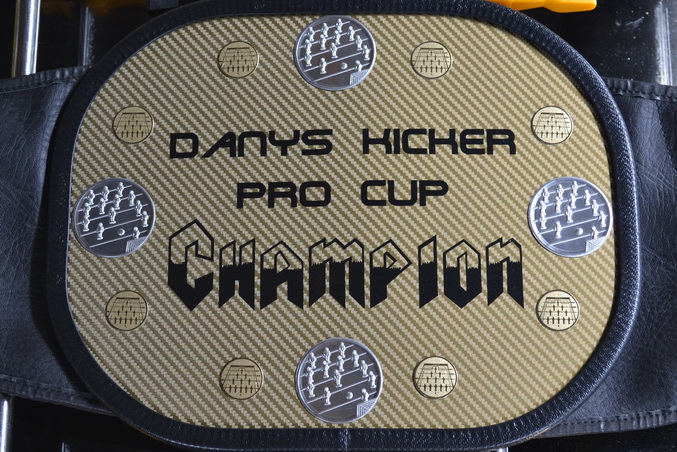 DANYS KICKER
PRO CUP
CHAMPION